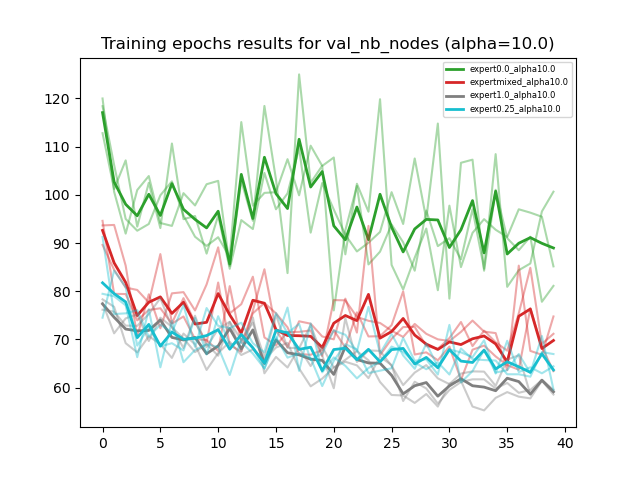 Training epochs results for val_nb_nodes (alpha=10.0)
expert0.0_alpha10.0
expertmixed_alpha10.0
expert1.0_alpha10.0
expert0.25_alpha10.0
120
110
100
90
80
70
60
0 5 10 15 20 25 30 35 40